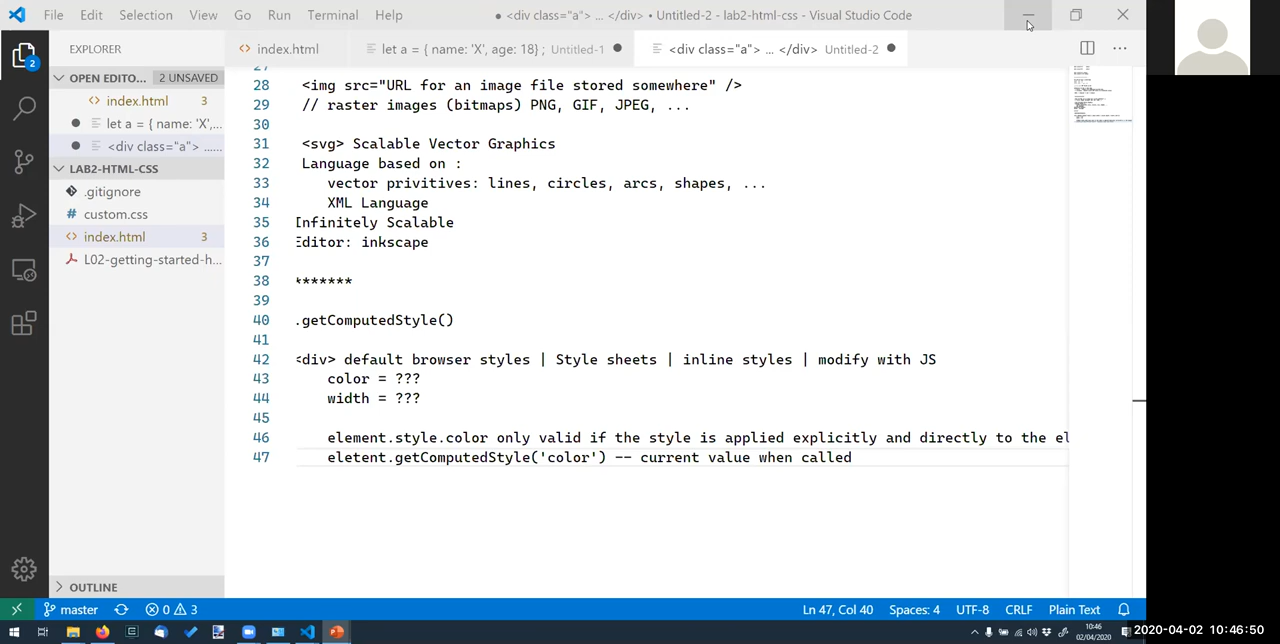 File Edit Selection View Go Run Terminal Help
● <div class="a"> ... </div> • Untitled-2 - lab2-html-css - Visual Studio Code
EXPLORER
OPEN EDITO... 2 UNSAVED
index.html 3
let a = { name: 'X',...
<div class="a"> ......
LAB2-HTML-CSS
.gitignore
custom.css
index.html 3
L02-getting-started-h...
OUTLINE
2
index.html
let a = { name: 'X', age: 18} ; Untitled-1
<div class="a"> ... </div> Untitled-2
27
28 <img src="URL for an image file stored somewhere" />
29 // raster images (bitmaps) PNG, GIF, JPEG, ...
30
31 <svg> Scalable Vector Graphics
32 Language based on :
33 vector privitives: lines, circles, arcs, shapes, ...
34 XML Language
35 Infinitely Scalable
36 Editor: inkscape
37
38 *******
39
40 .getComputedStyle()
41
42 <div> default browser styles | Style sheets | inline styles | modify with JS
43 color = ???
44 width = ???
45
46 element.style.color only valid if the style is applied explicitly and directly to the el
47 eletent.getComputedStyle('color') -- current value when called
master 0 3
Ln 47, Col 40 Spaces: 4 UTF-8 CRLF Plain Text
10:46
02/04/2020
2020-04-02 10:46:50